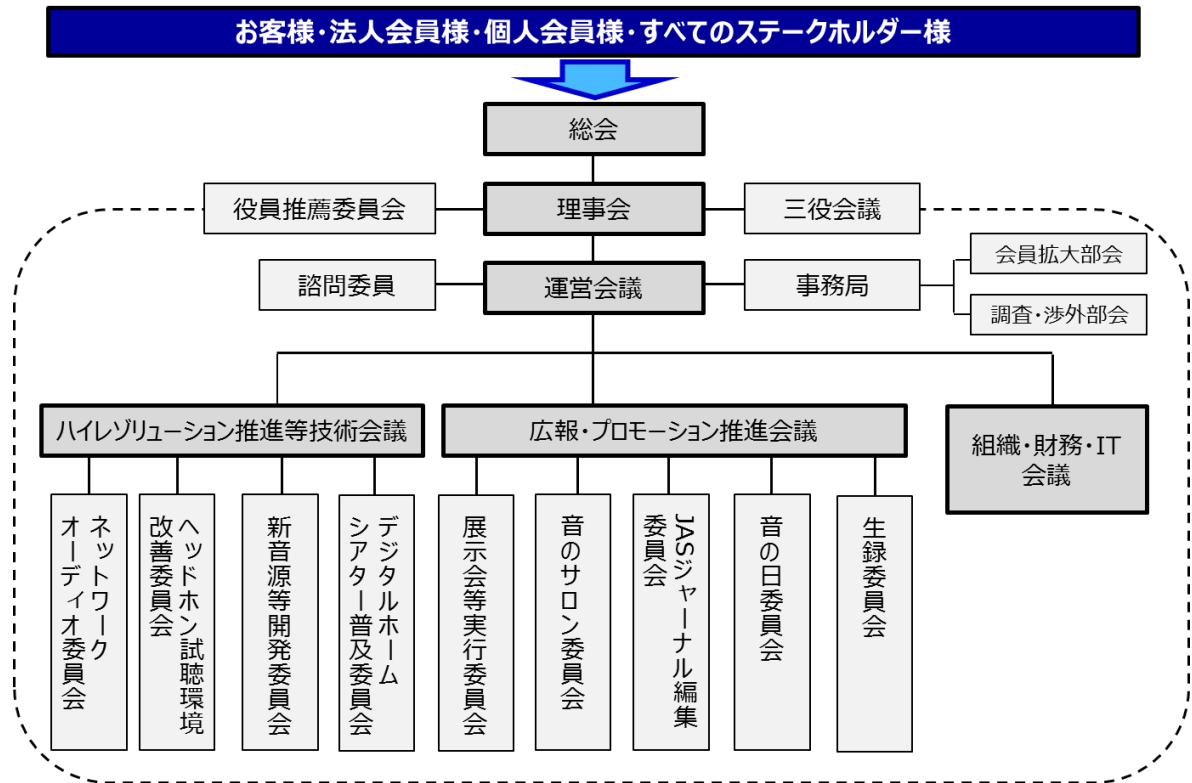 お客様・法人会員様・個人会員様・すべてのステークホルダー様
総会
役員推薦委員会
理事会
三役会議
諮問委員
運営会議
事務局
会員拡大部会
調査・渉外部会
ハイレゾリューション推進等技術会議
広報・プロモーション推進会議
組織・財務・IT
会議
ネットワーク
オーディオ委員会
ヘッドホン試聴環境
改善委員会
新音源等開発委員会
デジタルホーム
シアター普及委員会
展示会等実行委員会
音のサロン委員会
JASジャーナル編集
委員会
音の日委員会
生録委員会